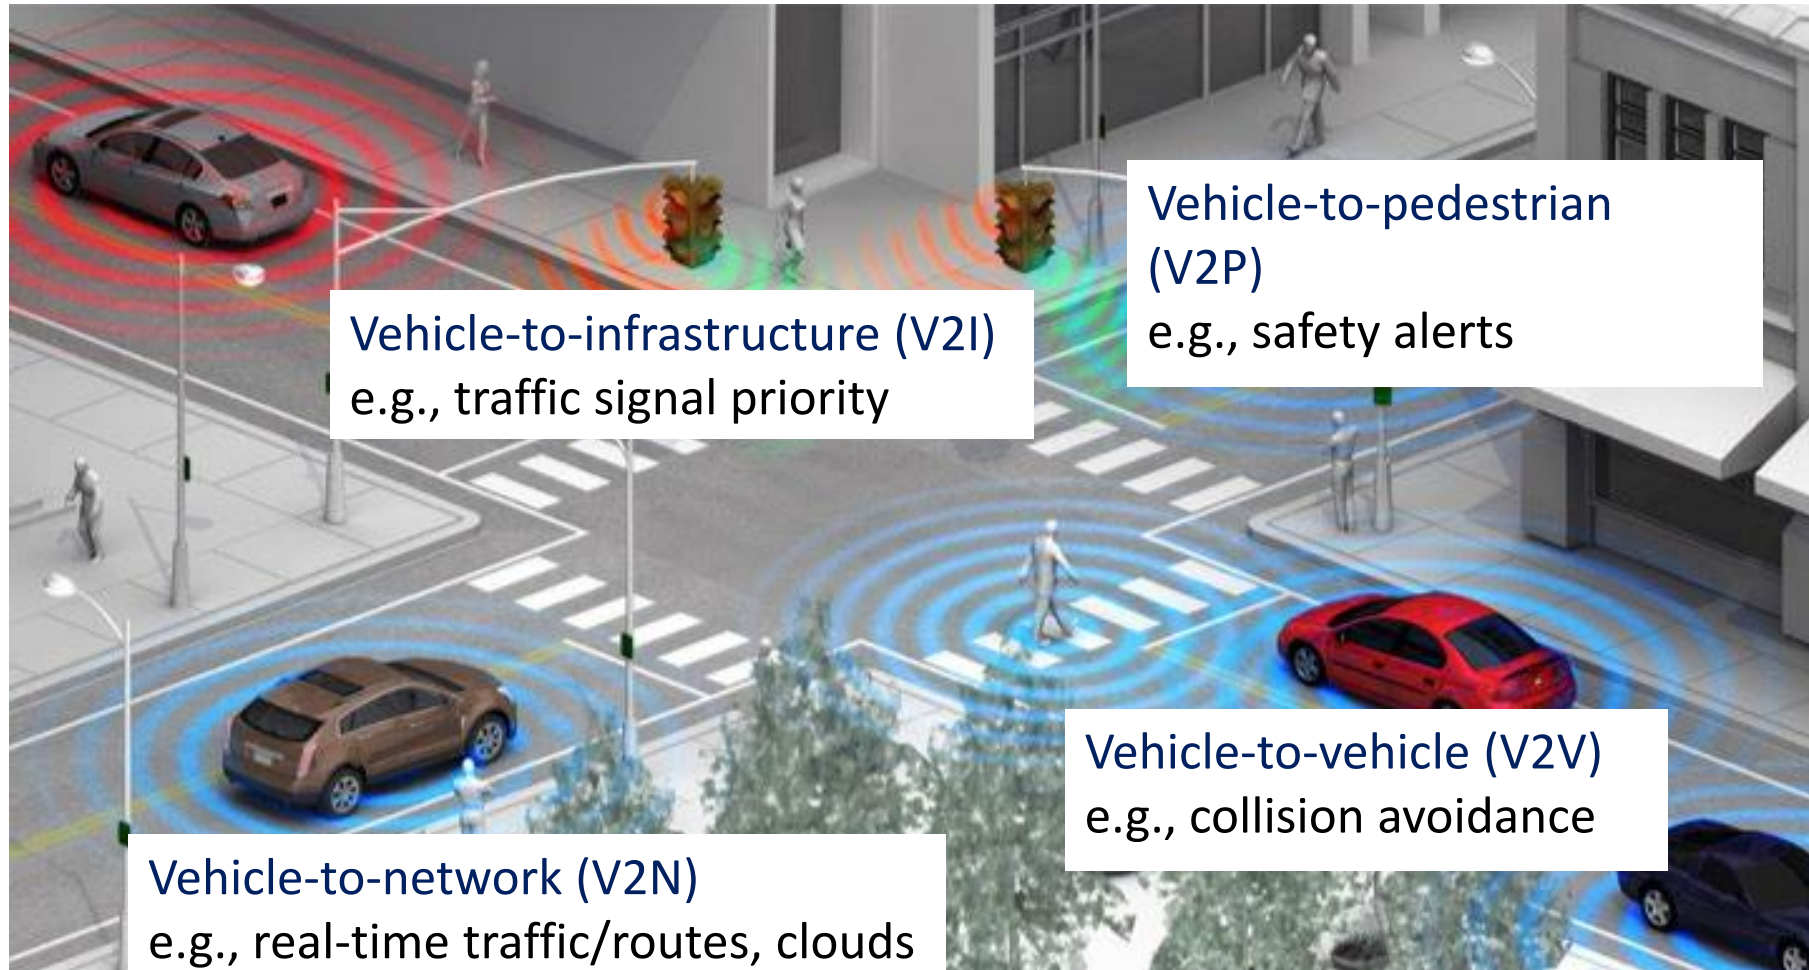 Vehicle-to-pedestrian
(V2P)
e.g., safety alerts
Vehicle-to-infrastructure (V2I)
e.g., traffic signal priority
Vehicle-to-vehicle (V2V)
e.g., collision avoidance
Vehicle-to-network (V2N)
e.g., real-time traffic/routes, clouds